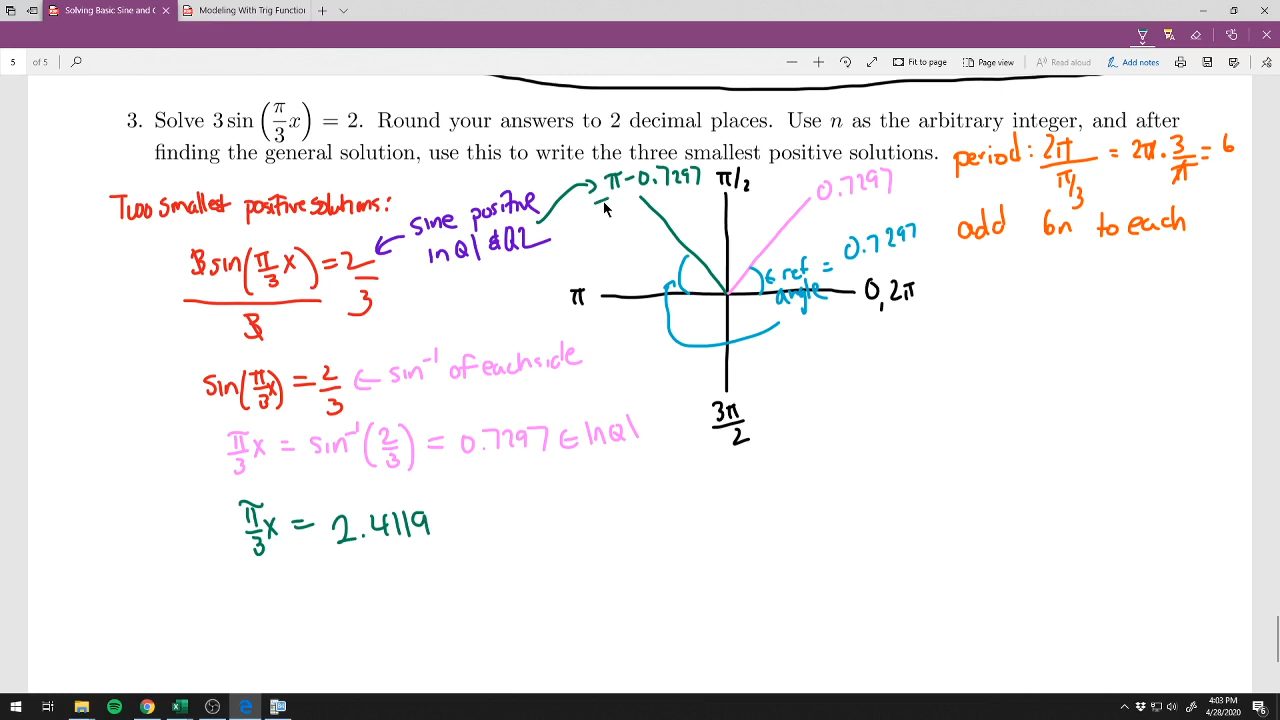 Solving Basic Sine and C
Modeling With Trig Function
5 of 5
Fit to page
Page view
Read aloud
Add notes
3. Solve 3 sin(π/3 x) = 2. Round your answers to 2 decimal places. Use n as the arbitrary integer, and after
finding the general solution, use this to write the three smallest positive solutions.
period: 2π/(π/3) = 2π · 3/π = 6
add 6n to each
Two smallest positive solutions:
sine positive
in Q1 & Q2
3 sin(π/3 x) = 2
3 3
sin(π/3 x) = 2/3 ← sin⁻¹ of each side
π/3 x = sin⁻¹(2/3) = 0.7297 ← in Q1
π/3 x = 2.4119
π - 0.7297
π/2
0.7297
← ref angle = 0.7297
π
0, 2π
3π/2
4:03 PM
4/28/2020
6